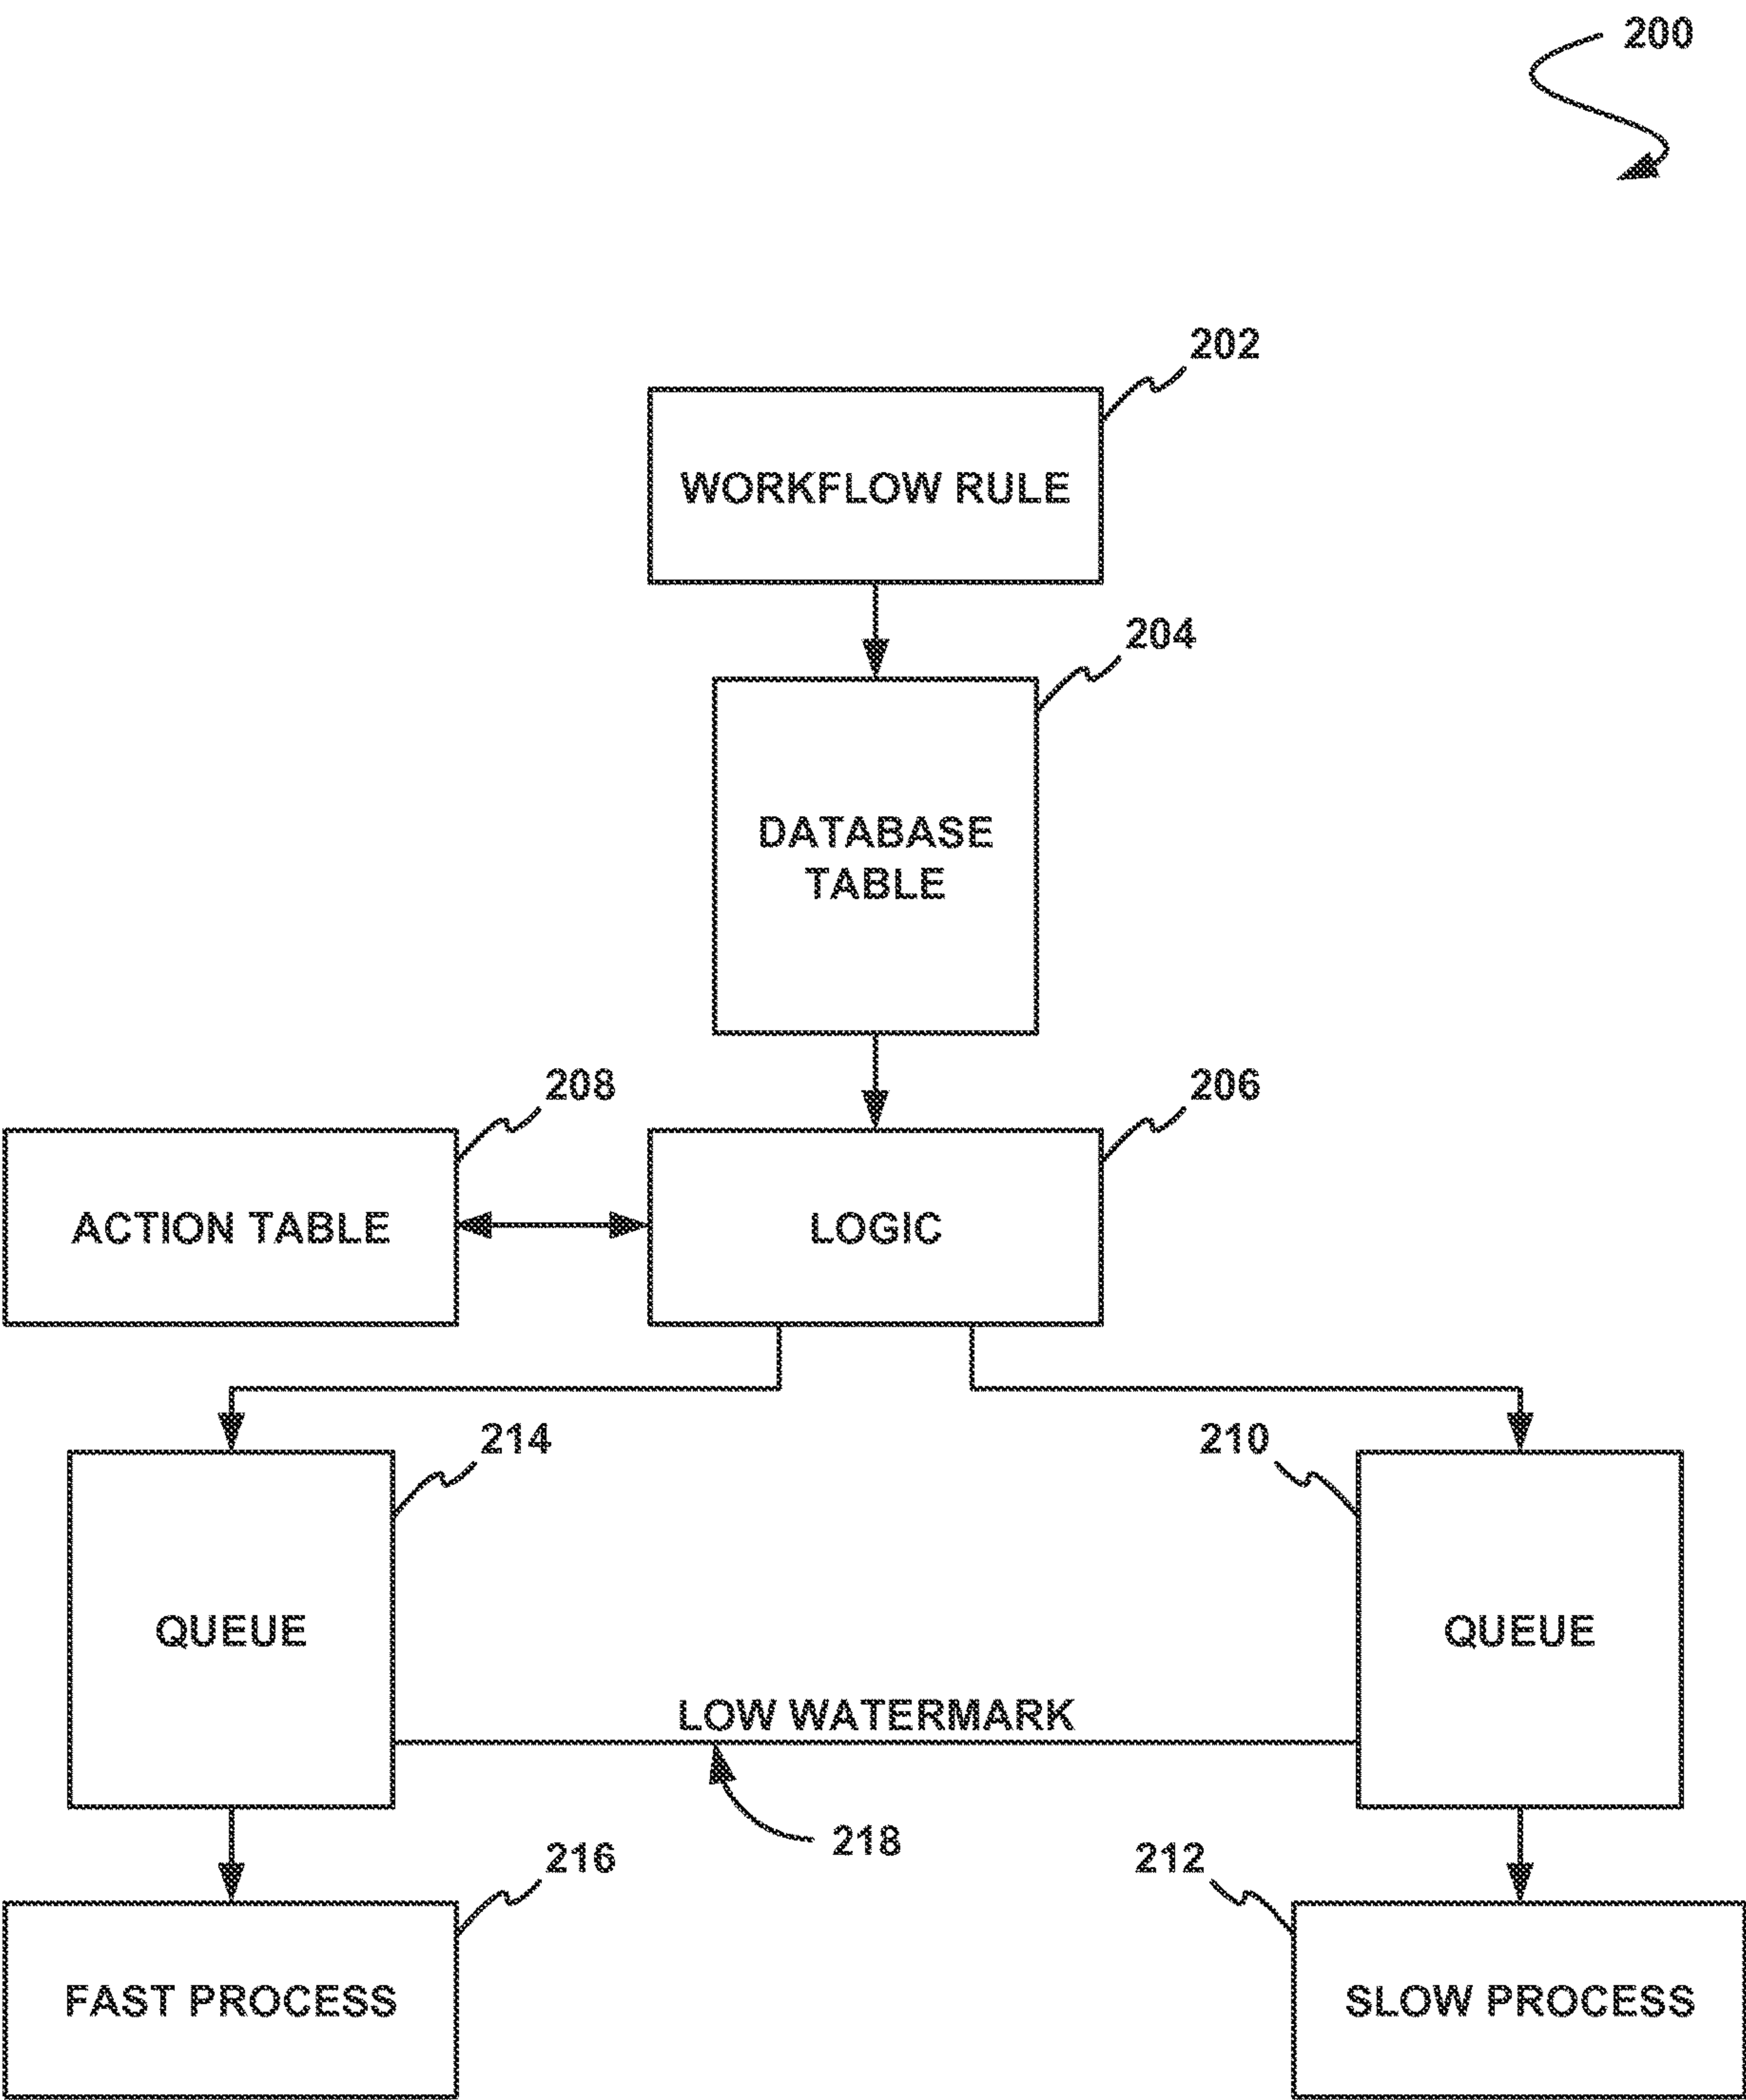 200
202
WORKFLOW RULE
204
DATABASE
TABLE
208
206
ACTION TABLE
LOGIC
214
210
QUEUE
QUEUE
LOW WATERMARK
218
216
212
FAST PROCESS
SLOW PROCESS